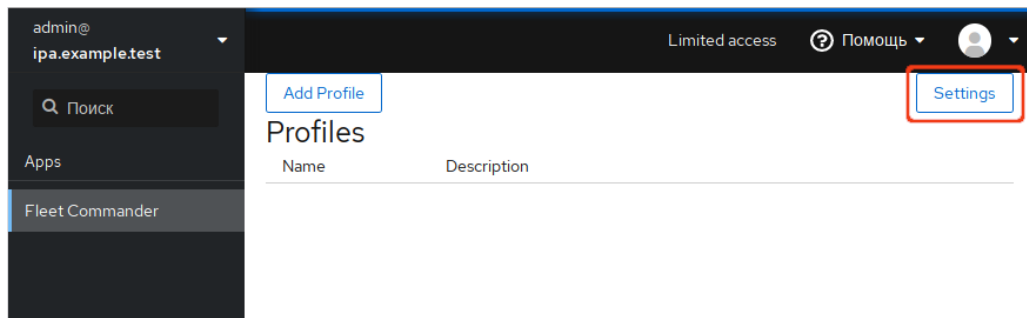 admin@
ipa.example.test
Limited access
Помощь
Поиск
Add Profile
Settings
Profiles
Apps
Name Description
Fleet Commander